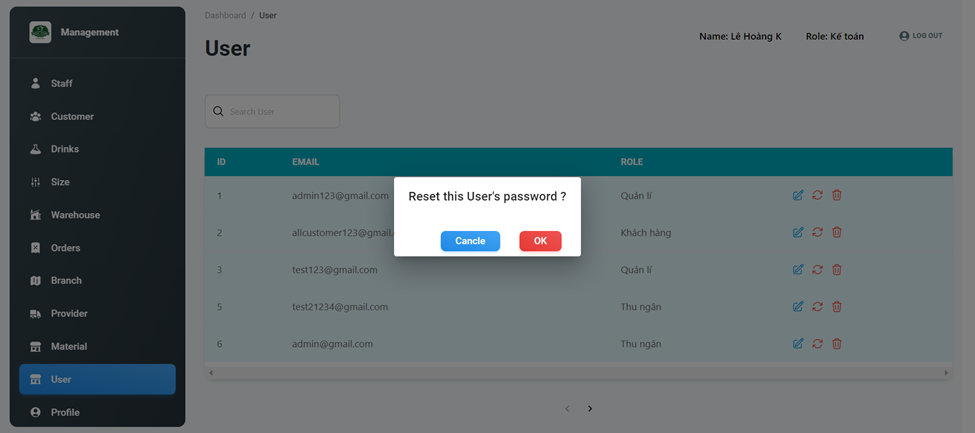 Management
Staff
Customer
Drinks
Size
Warehouse
Orders
Branch
Provider
Material
User
Profile
Dashboard / User
User
Name: Lê Hoàng K
Role: Kế toán
LOG OUT
Search User
ID EMAIL ROLE
1 admin123@gmail.com Quản lí
2 allcustomer123@gmail. Khách hàng
3 test123@gmail.com Quản lí
5 test21234@gmail.com Thu ngân
6 admin@gmail.com Thu ngân
Reset this User's password ?
Cancle OK